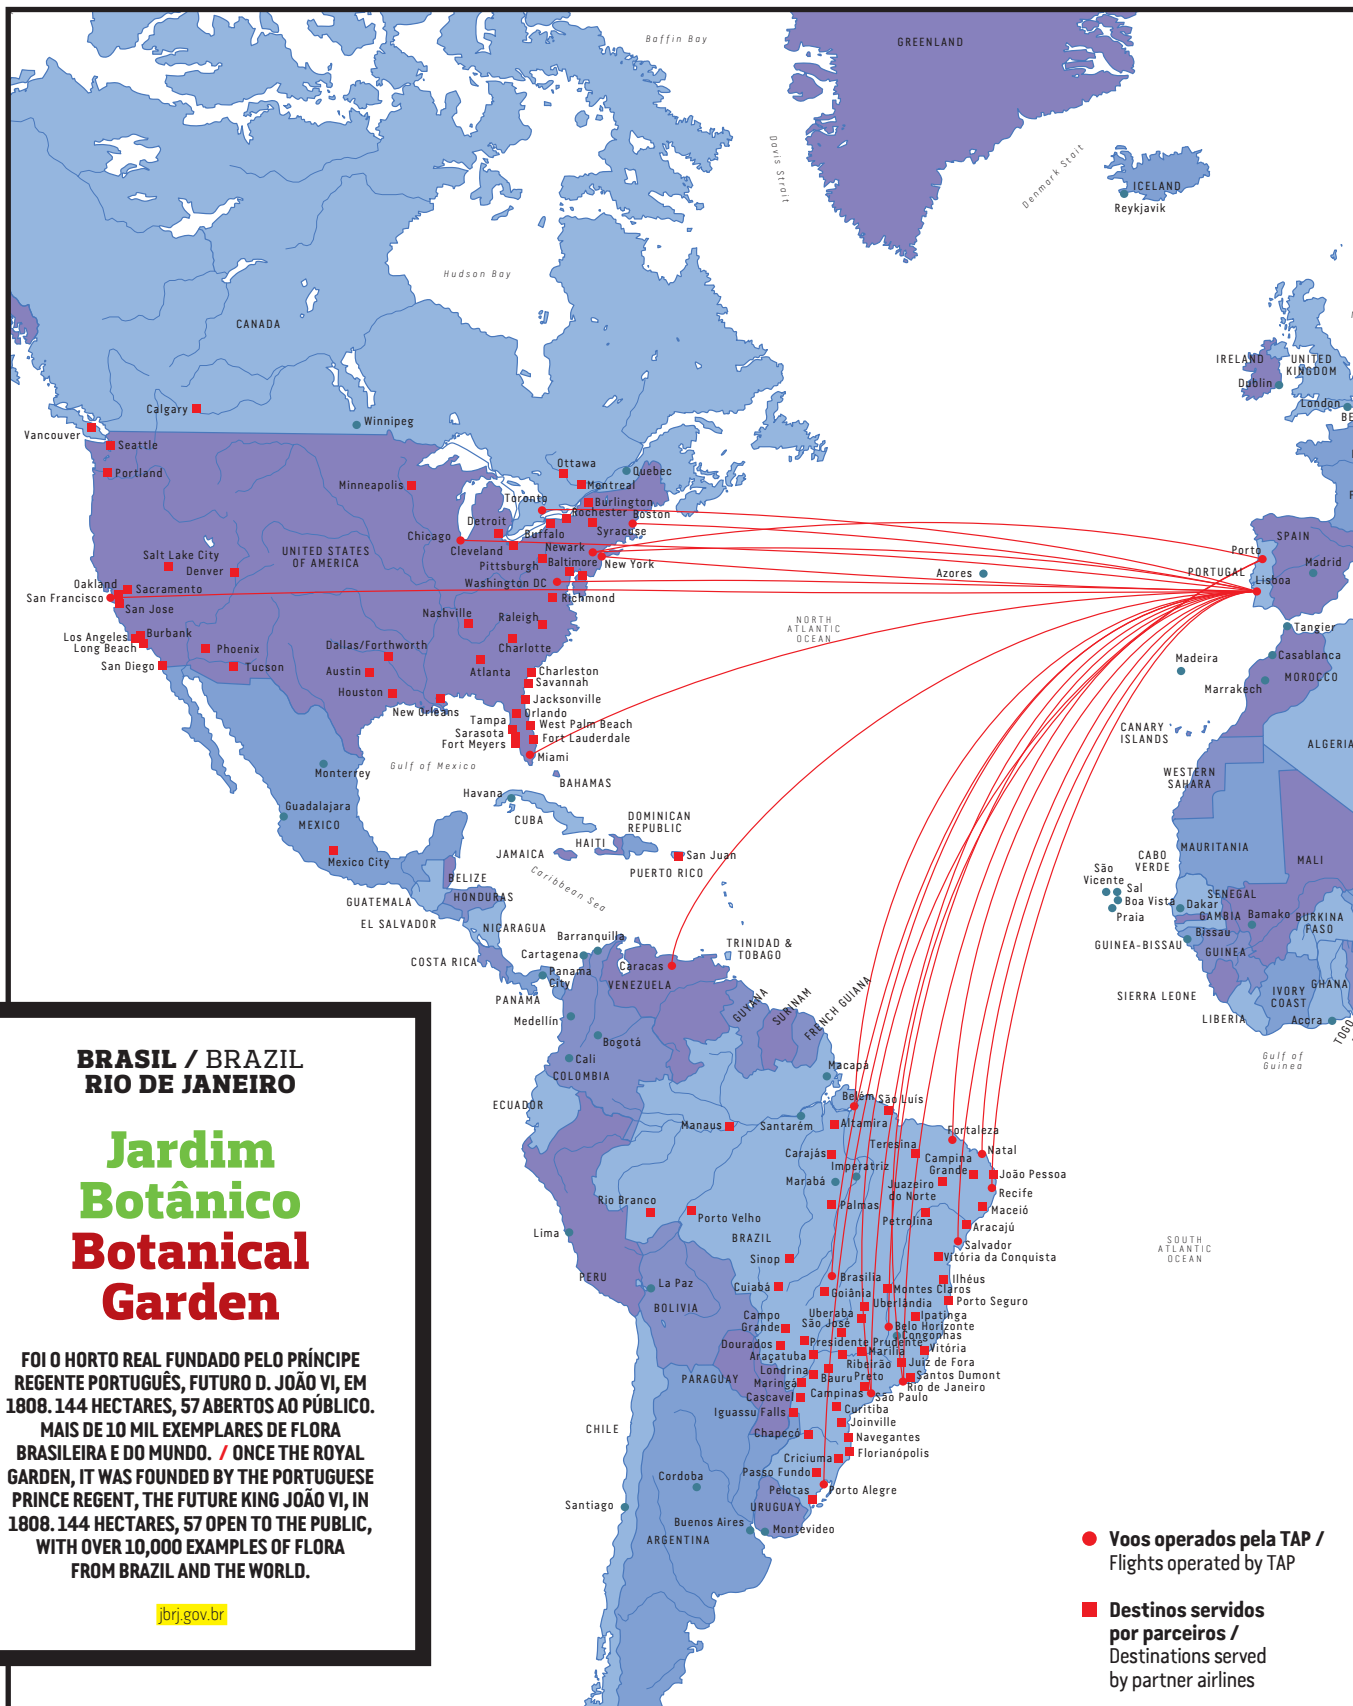 Baffin Bay
GREENLAND
Davis Strait
Denmark Stait
ICELAND
Reykjavik
Hudson Bay
CANADA
IRELAND
UNITED
KINGDOM
Dublin
London
BE
Calgary
Vancouver
Winnipeg
Seattle
Portland
Ottawa
Quebec
Montreal
Minneapolis
Toronto
Burlington
Rochester
Boston
Detroit
Buffalo
Syracuse
Chicago
Cleveland
Newark
Pittsburgh
Baltimore
New York
Washington DC
Richmond
Salt Lake City
Denver
UNITED STATES
OF AMERICA
Oakland
Sacramento
San Francisco
San Jose
Nashville
Raleigh
Los Angeles
Burbank
Long Beach
Phoenix
Dallas/Forthworth
Charlotte
San Diego
Tucson
Austin
Atlanta
Charleston
Savannah
Houston
New Orleans
Jacksonville
Orlando
Tampa
West Palm Beach
Sarasota
Fort Lauderdale
Fort Meyers
Miami
Gulf of Mexico
Porto
SPAIN
PORTUGAL
Madrid
Lisboa
Azores
NORTH
ATLANTIC
OCEAN
Tangier
Madeira
Casablanca
MOROCCO
Marrakech
CANARY
ISLANDS
ALGERIA
WESTERN
SAHARA
Monterrey
Guadalajara
MEXICO
Mexico City
BAHAMAS
Havana
CUBA
DOMINICAN
REPUBLIC
HAITI
JAMAICA
San Juan
PUERTO RICO
Caribbean Sea
BELIZE
HONDURAS
GUATEMALA
EL SALVADOR
NICARAGUA
COSTA RICA
PANAMA
MAURITANIA
CABO
VERDE
MALI
São
Vicente
Sal
Boa Vista
Praia
SENEGAL
Dakar
GAMBIA
Bamako
BURKINA
FASO
Bissau
GUINEA-BISSAU
GUINEA
SIERRA LEONE
IVORY
COAST
GHANA
LIBERIA
Accra
TOGO
Gulf of
Guinea
Barranquilla
Cartagena
Panama
City
Caracas
VENEZUELA
TRINIDAD &
TOBAGO
GUYANA
SURINAM
FRENCH GUIANA
Medellín
Bogotá
Cali
COLOMBIA
ECUADOR
Macapá
Belém
São Luís
Manaus
Santarém
Altamira
Fortaleza
Teresina
Natal
Carajás
Campina
Grande
Imperatriz
João Pessoa
Marabá
Juazeiro
do Norte
Recife
Rio Branco
Palmas
Maceió
Porto Velho
Petrolina
Aracajú
Lima
BRAZIL
Salvador
Sinop
Vitória da Conquista
PERU
La Paz
Cuiabá
Brasilia
Ilhéus
Goiânia
Montes Claros
BOLIVIA
Uberlândia
Porto Seguro
Campo
Grande
Uberaba
Ipatinga
São José
Belo Horizonte
Congonhas
Dourados
Presidente Prudente
Vitória
Araçatuba
Marília
Juiz de Fora
Londrina
Ribeirão
Preto
Bauru
Santos Dumont
Maringá
Rio de Janeiro
PARAGUAY
Cascavel
Campinas
São Paulo
Iguassu Falls
Curitiba
Joinville
Chapecó
Navegantes
Florianópolis
CHILE
Criciuma
Passo Fundo
Cordoba
Pelotas
Porto Alegre
Santiago
URUGUAY
Buenos Aires
Montevideo
ARGENTINA
SOUTH
ATLANTIC
OCEAN
BRASIL / BRAZIL
RIO DE JANEIRO
Jardim
Botânico
Botanical
Garden
FOI O HORTO REAL FUNDADO PELO PRÍNCIPE
REGENTE PORTUGUÊS, FUTURO D. JOÃO VI, EM
1808. 144 HECTARES, 57 ABERTOS AO PÚBLICO.
MAIS DE 10 MIL EXEMPLARES DE FLORA
BRASILEIRA E DO MUNDO. / ONCE THE ROYAL
GARDEN, IT WAS FOUNDED BY THE PORTUGUESE
PRINCE REGENT, THE FUTURE KING JOÃO VI, IN
1808. 144 HECTARES, 57 OPEN TO THE PUBLIC,
WITH OVER 10,000 EXAMPLES OF FLORA
FROM BRAZIL AND THE WORLD.
jbrj.gov.br
Voos operados pela TAP /
Flights operated by TAP
Destinos servidos
por parceiros /
Destinations served
by partner airlines